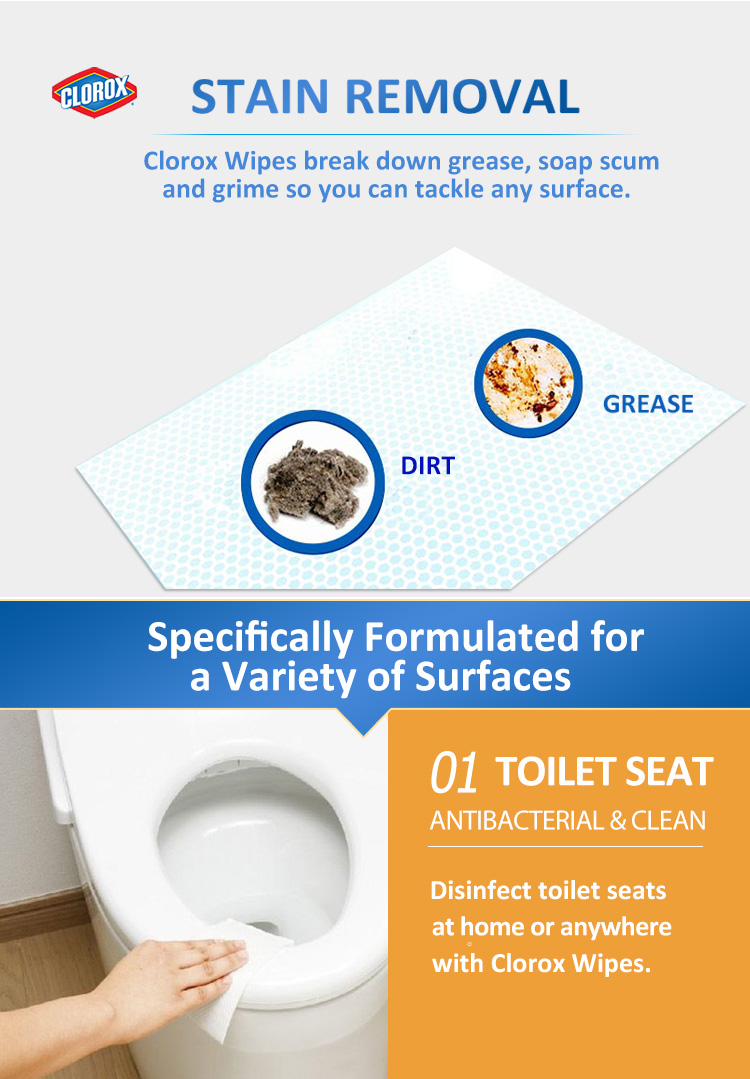 CLOROX
STAIN REMOVAL
Clorox Wipes break down grease, soap scum
and grime so you can tackle any surface.
GREASE
DIRT
Specifically Formulated for
a Variety of Surfaces
01 TOILET SEAT
ANTIBACTERIAL & CLEAN
Disinfect toilet seats
at home or anywhere
with Clorox Wipes.